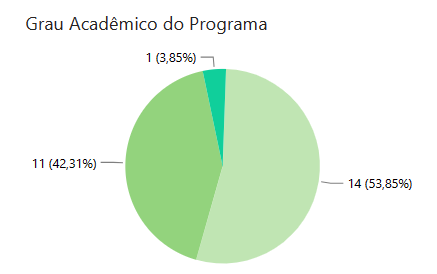 Grau Acadêmico do Programa
1 (3,85%)
11 (42,31%)
14 (53,85%)